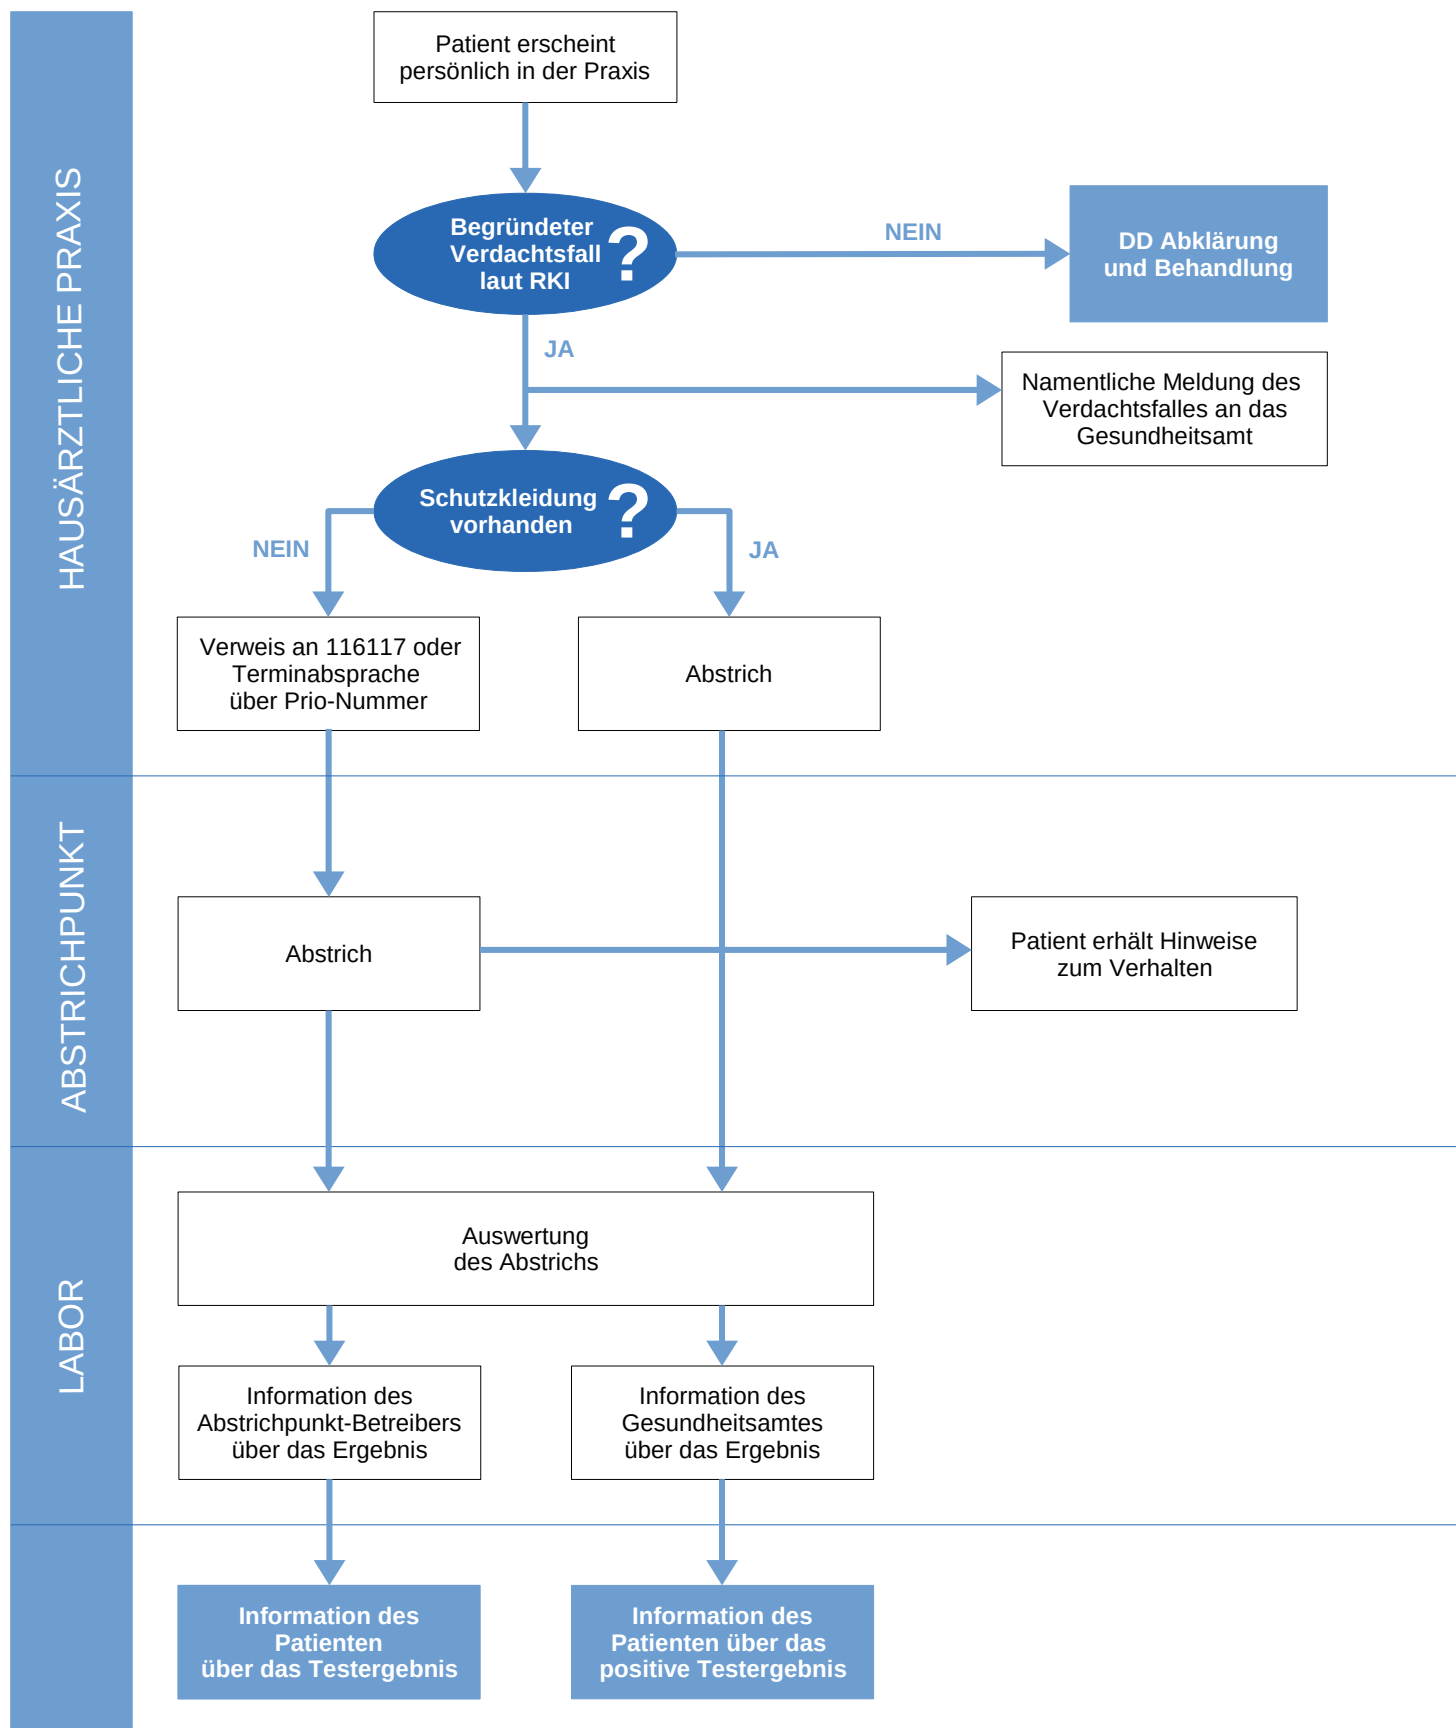 HAUSÄRZTLICHE PRAXIS
Patient erscheint
persönlich in der Praxis
Begründeter
Verdachtsfall
laut RKI
?
NEIN
DD Abklärung
und Behandlung
JA
Namentliche Meldung des
Verdachtsfalles an das
Gesundheitsamt
Schutzkleidung
vorhanden
?
NEIN
JA
Verweis an 116117 oder
Terminabsprache
über Prio-Nummer
Abstrich
ABSTRICHPUNKT
Abstrich
Patient erhält Hinweise
zum Verhalten
LABOR
Auswertung
des Abstrichs
Information des
Abstrichpunkt-Betreibers
über das Ergebnis
Information des
Gesundheitsamtes
über das Ergebnis
Information des
Patienten
über das Testergebnis
Information des
Patienten über das
positive Testergebnis